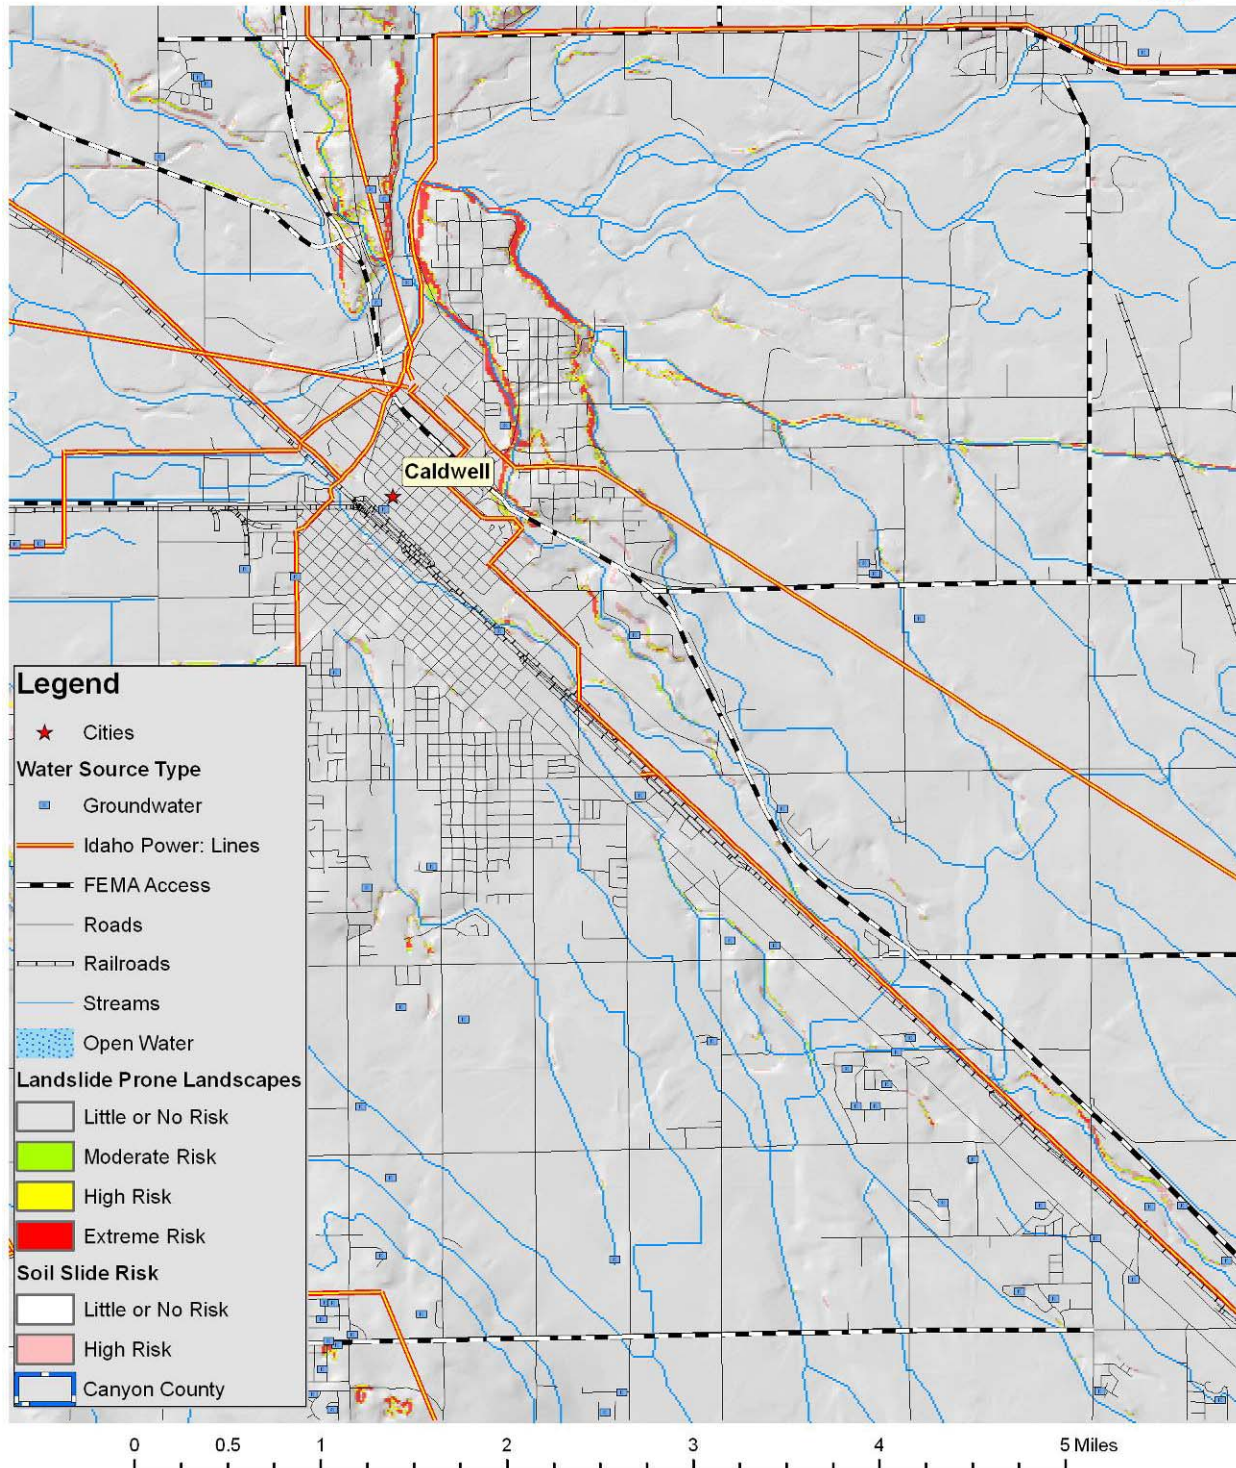 Caldwell
Legend
Cities
Water Source Type
Groundwater
Idaho Power: Lines
FEMA Access
Roads
Railroads
Streams
Open Water
Landslide Prone Landscapes
Little or No Risk
Moderate Risk
High Risk
Extreme Risk
Soil Slide Risk
Little or No Risk
High Risk
Canyon County
0 0.5 1 2 3 4 5 Miles